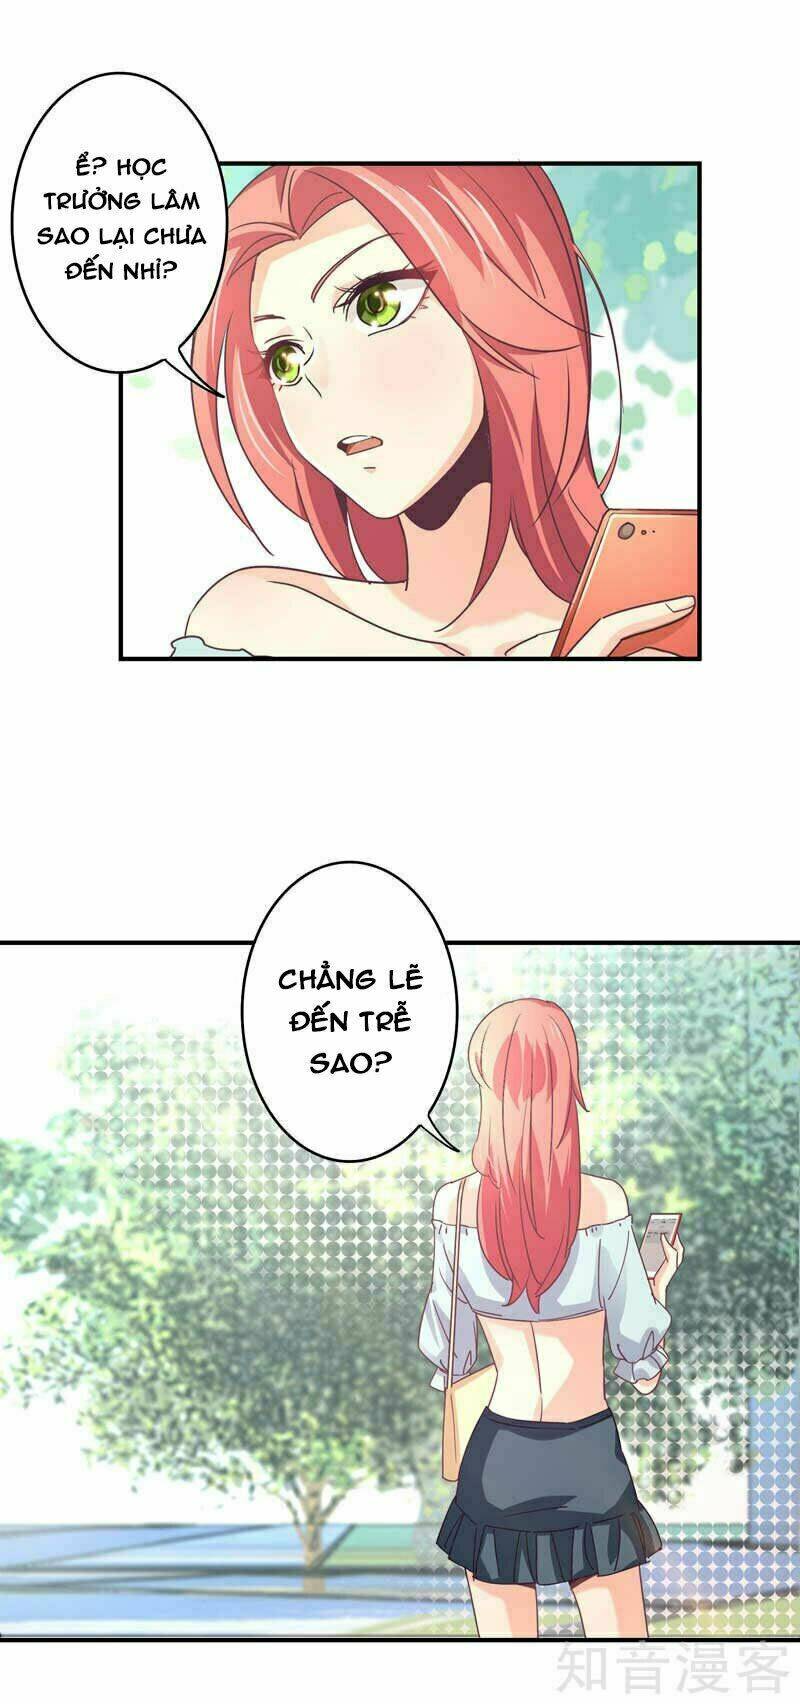 Ể? HỌC
TRƯỞNG LÂM
SAO LẠI CHƯA
ĐẾN NHỈ?
CHẲNG LẼ
ĐẾN TRỄ
SAO?
知音漫客